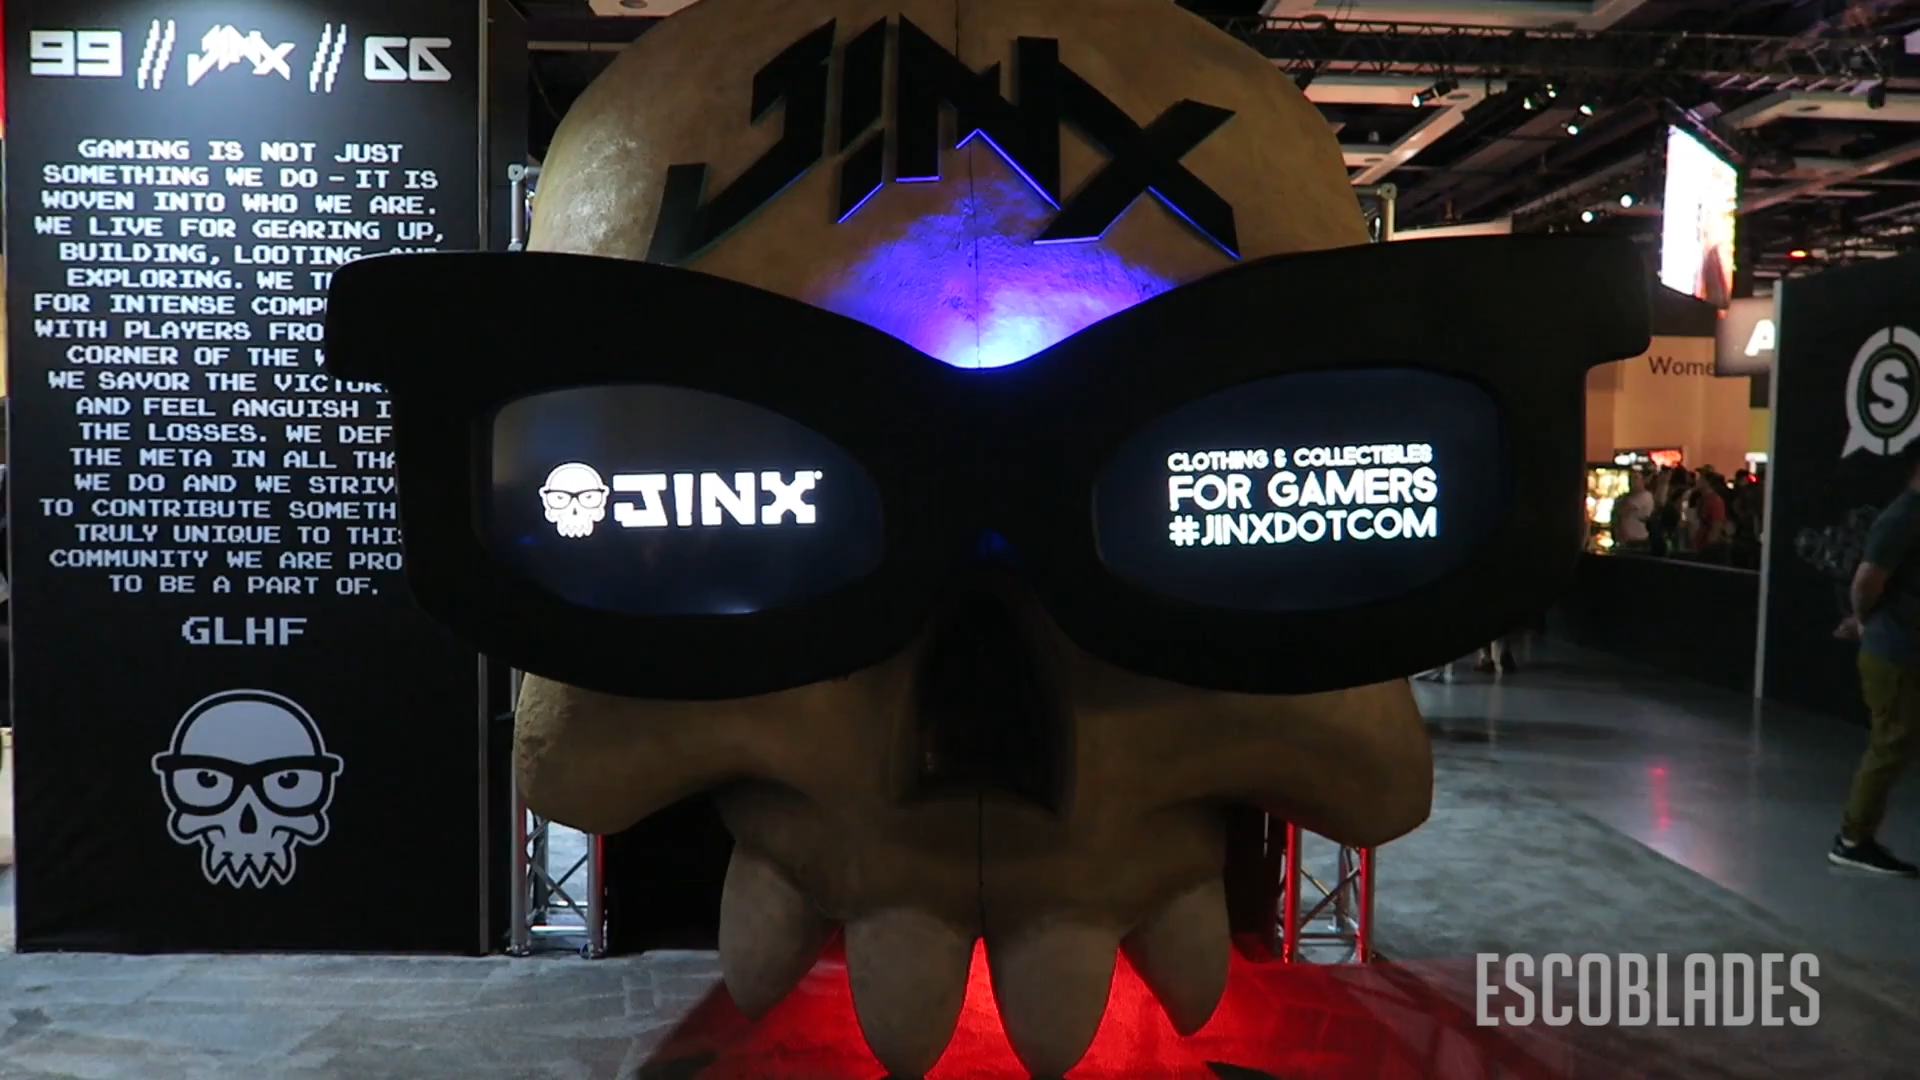 99 // JINX // 66
GAMING IS NOT JUST
SOMETHING WE DO - IT IS
WOVEN INTO WHO WE ARE.
WE LIVE FOR GEARING UP,
BUILDING, LOOTING, AND
EXPLORING. WE
FOR INTENSE
WITH PLAYERS
CORNER OF THE
WE SAVOR THE
AND FEEL ANGUISH
THE LOSSES. WE
THE META IN ALL
WE DO AND WE
TO CONTRIBUTE
TRULY UNIQUE TO
COMMUNITY WE ARE
TO BE A PART OF.
GLHF
JINX
JINX
CLOTHING & COLLECTIBLES
FOR GAMERS
#JINXDOTCOM
S
ESCOBLADES